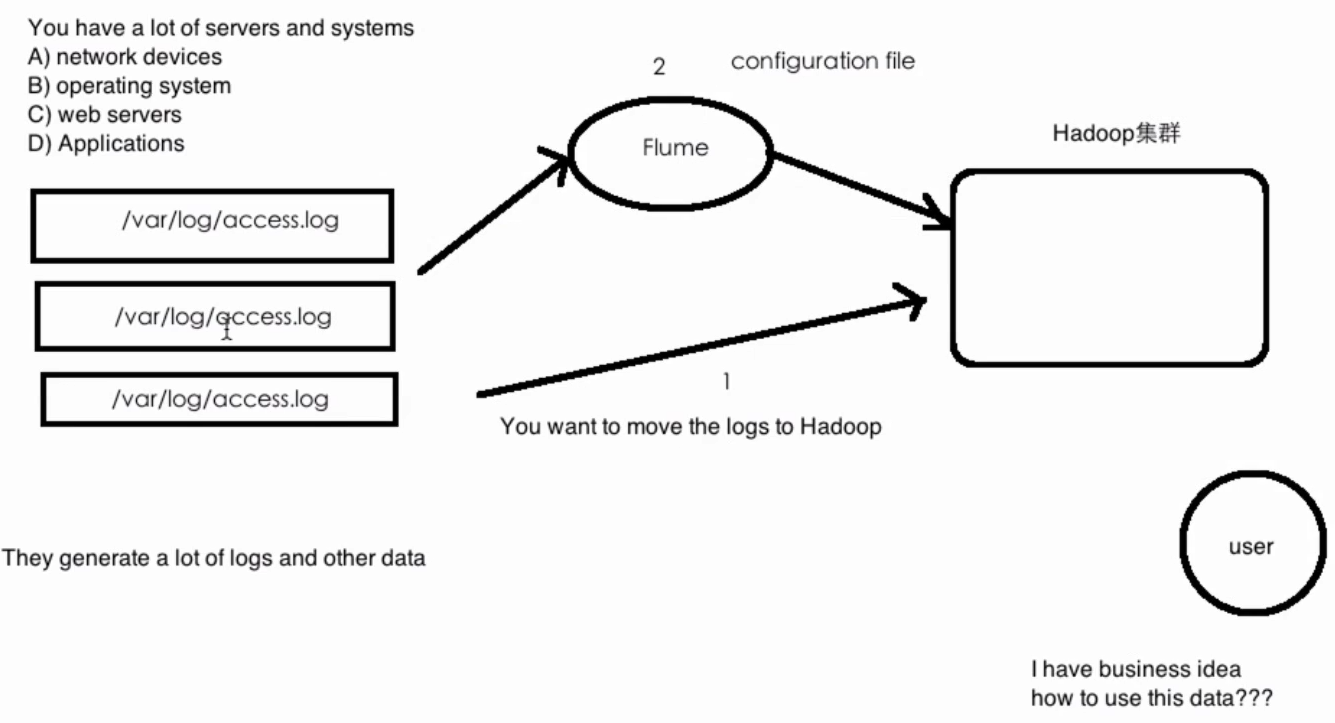 You have a lot of servers and systems
A) network devices
B) operating system
C) web servers
D) Applications
2
configuration file
Flume
Hadoop集群
/var/log/access.log
/var/log/access.log
/var/log/access.log
1
You want to move the logs to Hadoop
They generate a lot of logs and other data
user
I have business idea
how to use this data???